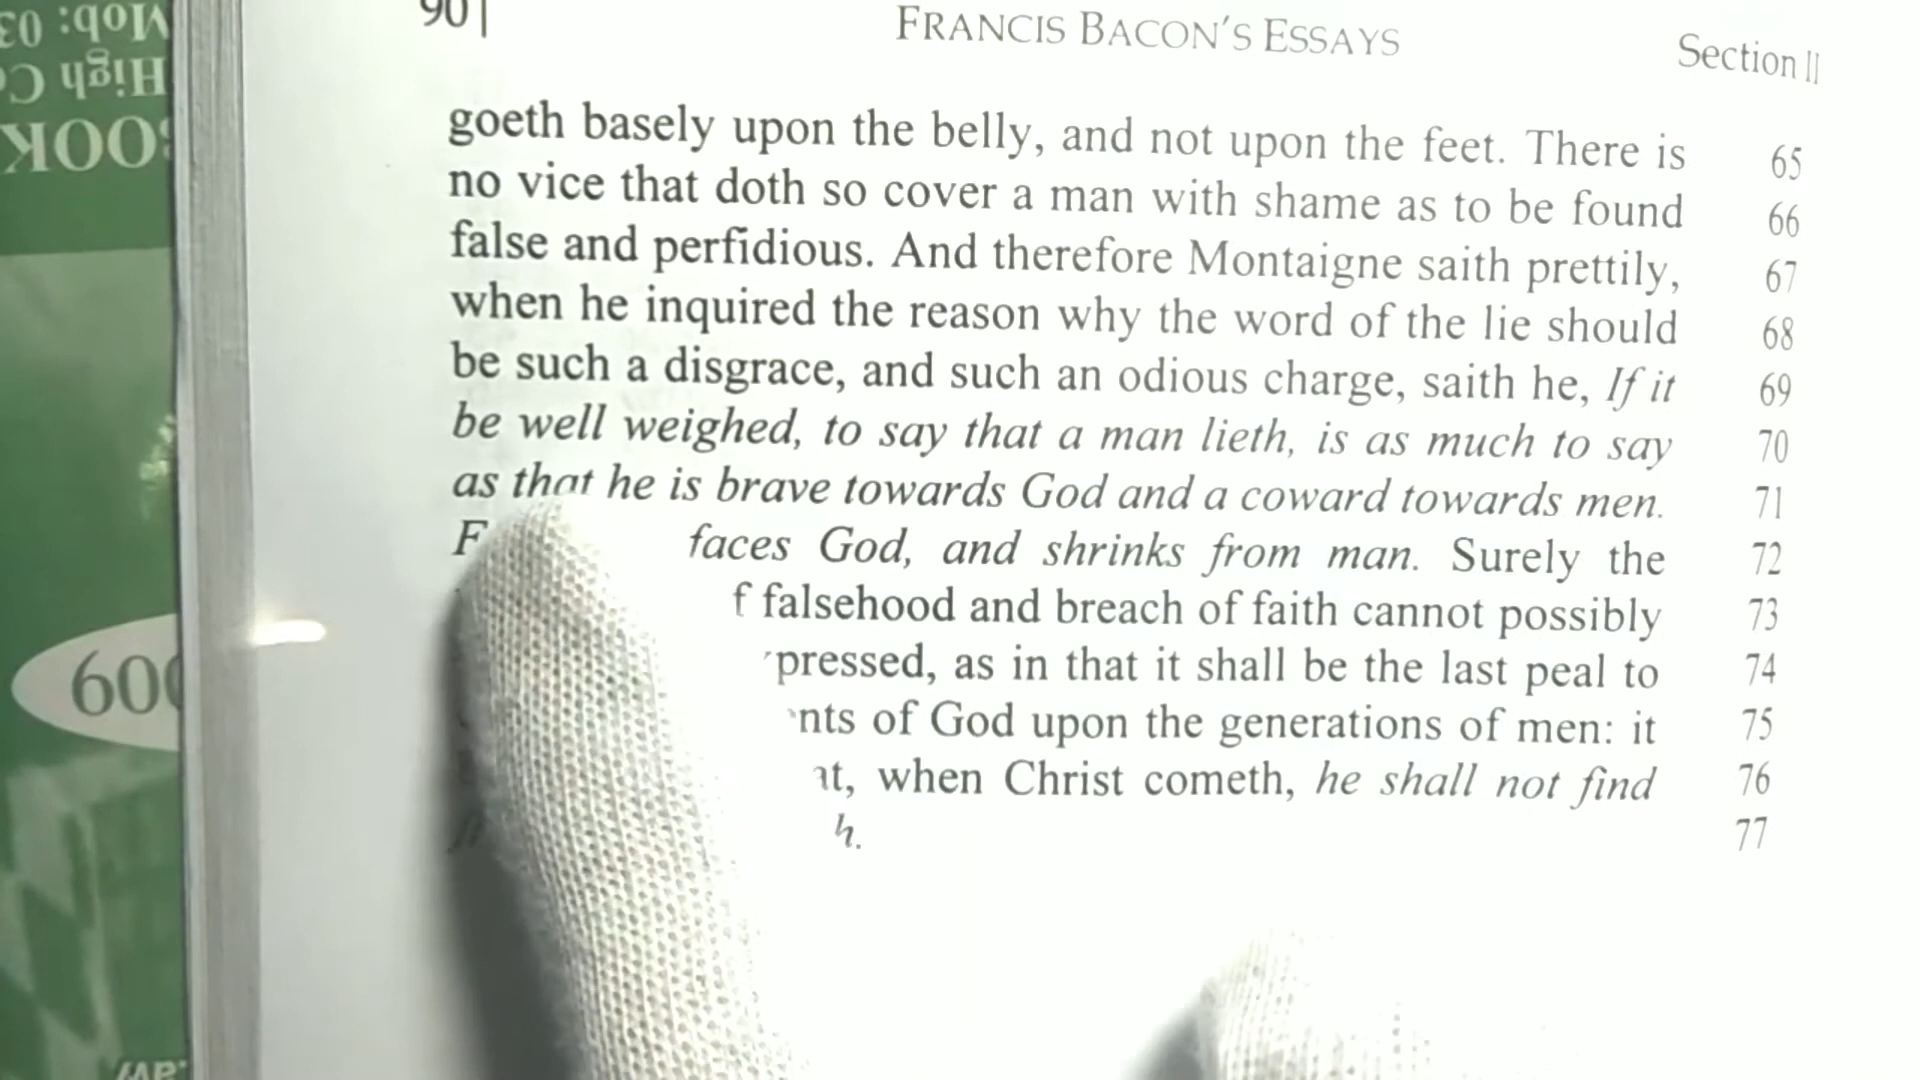 90|
FRANCIS BACON'S ESSAYS
Section II
goeth basely upon the belly, and not upon the feet. There is 65
no vice that doth so cover a man with shame as to be found 66
false and perfidious. And therefore Montaigne saith prettily, 67
when he inquired the reason why the word of the lie should 68
be such a disgrace, and such an odious charge, saith he, If it 69
be well weighed, to say that a man lieth, is as much to say 70
as that he is brave towards God and a coward towards men. 71
faces God, and shrinks from man. Surely the 72
falsehood and breach of faith cannot possibly 73
as in that it shall be the last peal to 74
of God upon the generations of men: it 75
when Christ cometh, he shall not find 76
77
Mob: 03
High
600